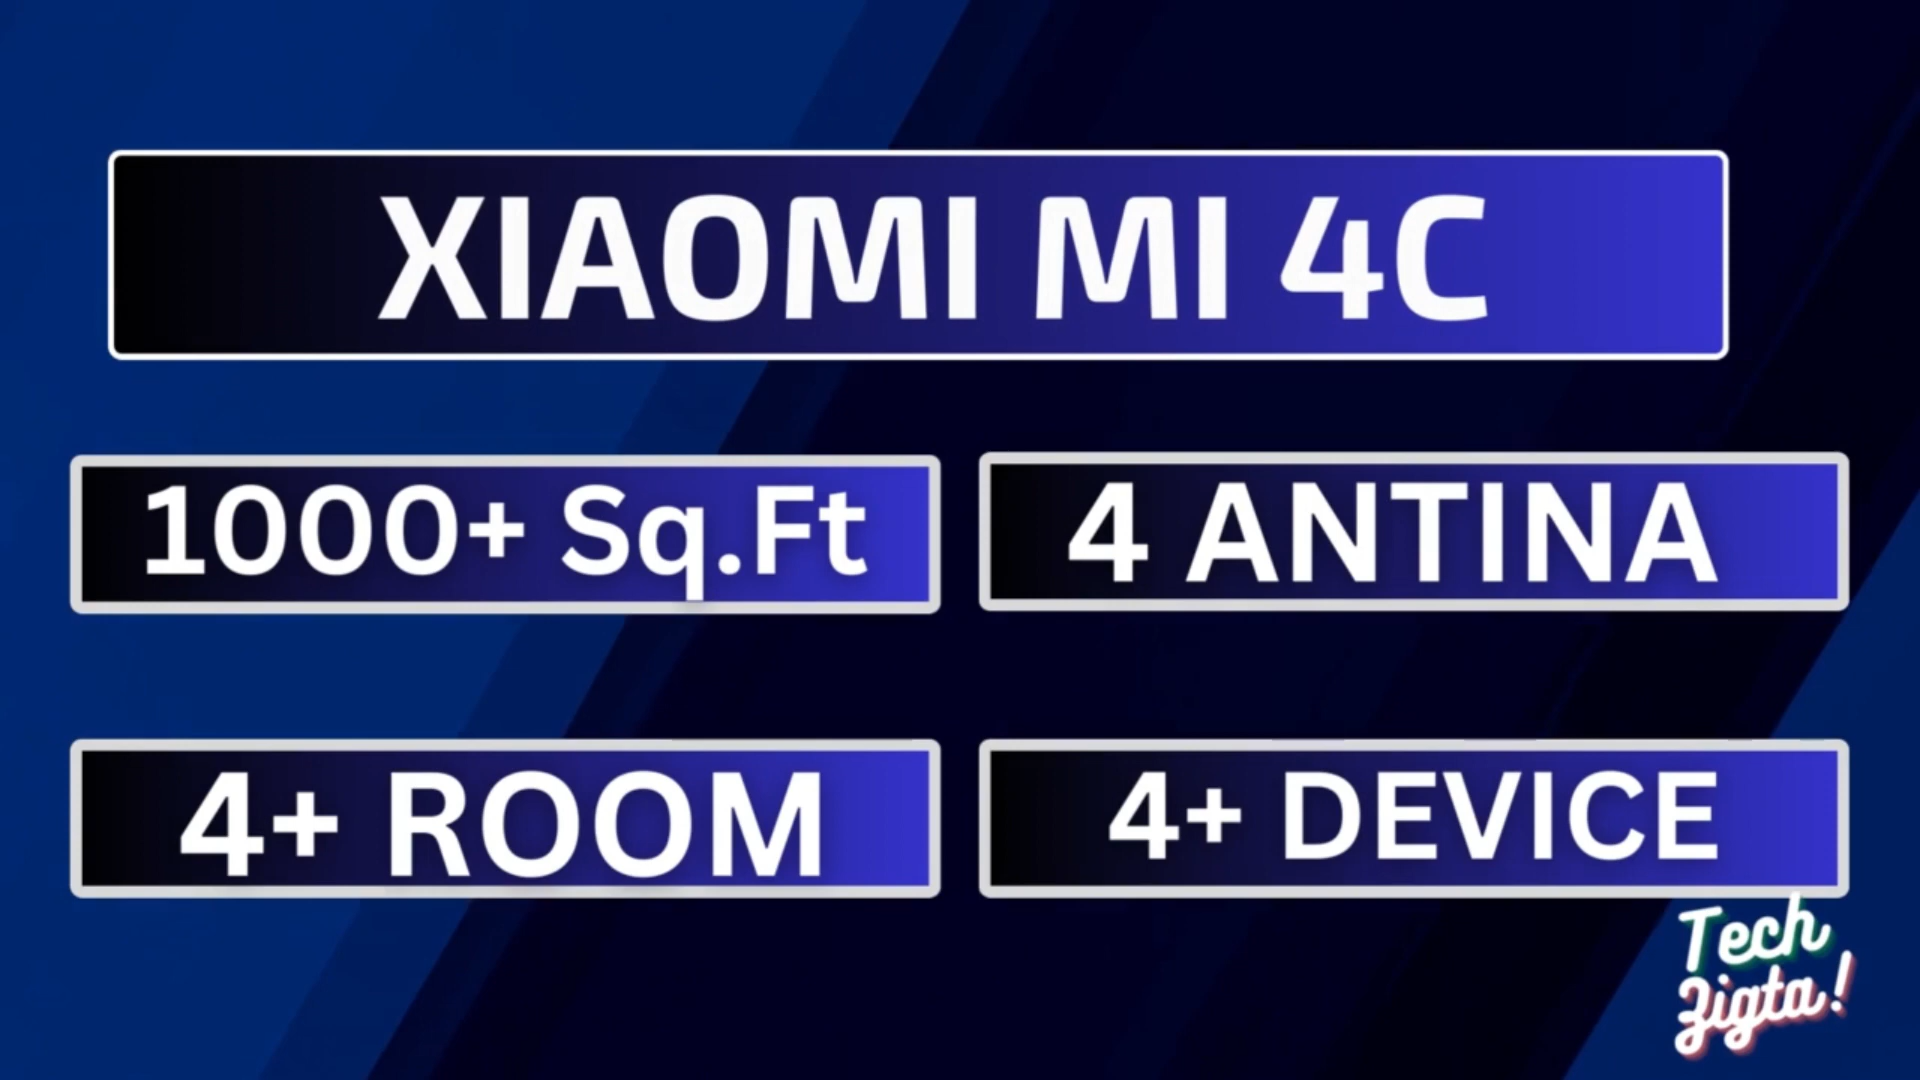 XIAOMI MI 4C
1000+ Sq.Ft
4 ANTINA
4+ ROOM
4+ DEVICE
Tech
Zigta!